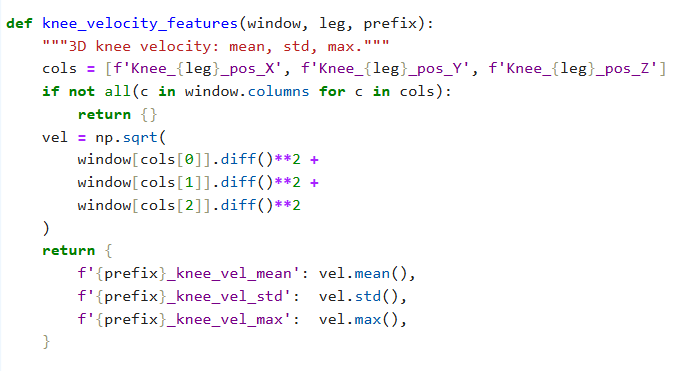 def knee_velocity_features(window, leg, prefix):
    """3D knee velocity: mean, std, max."""
    cols = [f'Knee_{leg}_pos_X', f'Knee_{leg}_pos_Y', f'Knee_{leg}_pos_Z']
    if not all(c in window.columns for c in cols):
        return {}
    vel = np.sqrt(
        window[cols[0]].diff()**2 +
        window[cols[1]].diff()**2 +
        window[cols[2]].diff()**2
    )
    return {
        f'{prefix}_knee_vel_mean': vel.mean(),
        f'{prefix}_knee_vel_std':  vel.std(),
        f'{prefix}_knee_vel_max':  vel.max(),
    }